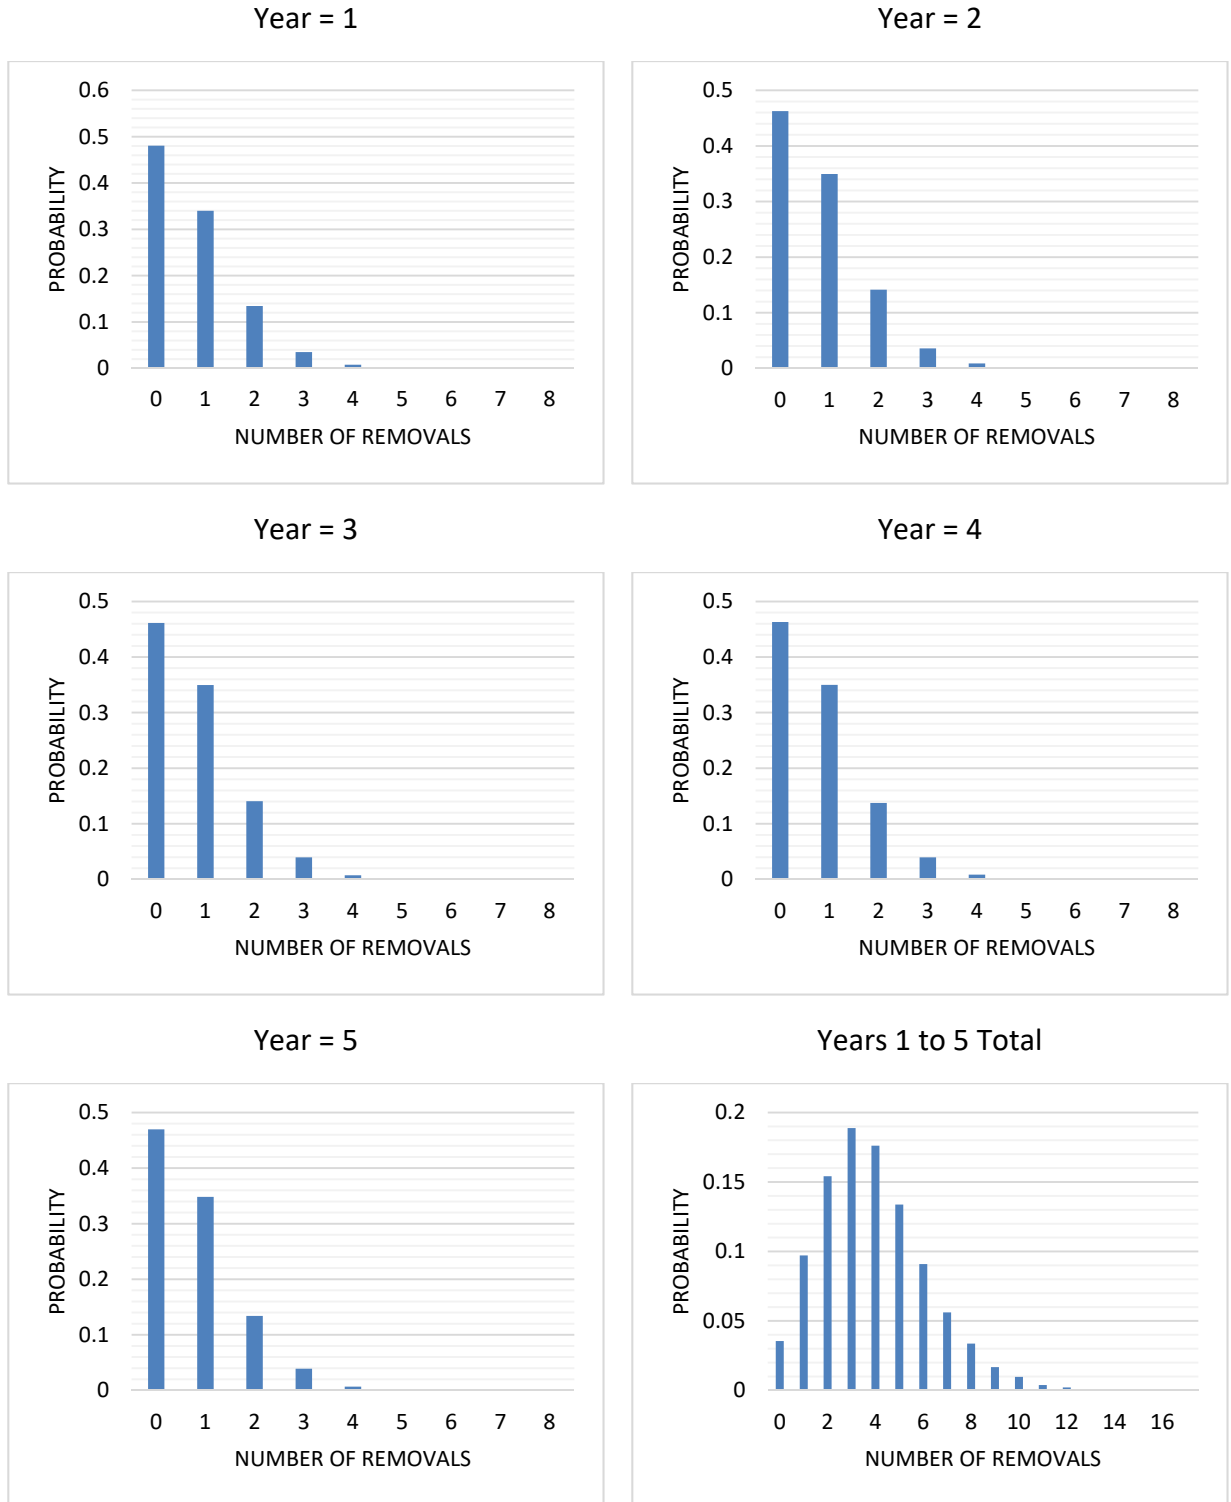 Year = 1
0.6
0.5
0.4
0.3
0.2
0.1
0
PROBABILITY
0 1 2 3 4 5 6 7 8
NUMBER OF REMOVALS
Year = 2
0.5
0.4
0.3
0.2
0.1
0
PROBABILITY
0 1 2 3 4 5 6 7 8
NUMBER OF REMOVALS
Year = 3
0.5
0.4
0.3
0.2
0.1
0
PROBABILITY
0 1 2 3 4 5 6 7 8
NUMBER OF REMOVALS
Year = 4
0.5
0.4
0.3
0.2
0.1
0
PROBABILITY
0 1 2 3 4 5 6 7 8
NUMBER OF REMOVALS
Year = 5
0.5
0.4
0.3
0.2
0.1
0
PROBABILITY
0 1 2 3 4 5 6 7 8
NUMBER OF REMOVALS
Years 1 to 5 Total
0.2
0.15
0.1
0.05
0
PROBABILITY
0 2 4 6 8 10 12 14 16
NUMBER OF REMOVALS